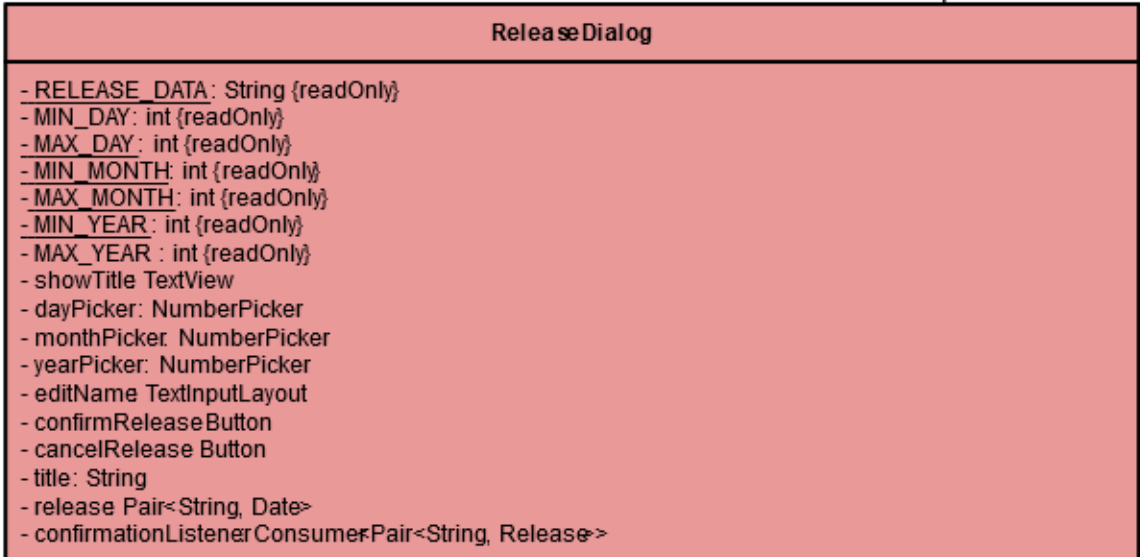 ReleaseDialog
- RELEASE_DATA: String {readOnly}
- MIN_DAY: int {readOnly}
- MAX_DAY: int {readOnly}
- MIN_MONTH: int {readOnly}
- MAX_MONTH: int {readOnly}
- MIN_YEAR: int {readOnly}
- MAX_YEAR : int {readOnly}
- showTitle: TextView
- dayPicker: NumberPicker
- monthPicker: NumberPicker
- yearPicker: NumberPicker
- editName: TextInputLayout
- confirmRelease: Button
- cancelRelease: Button
- title: String
- release: Pair<String, Date>
- confirmationListener: Consumer<Pair<String, Release>>